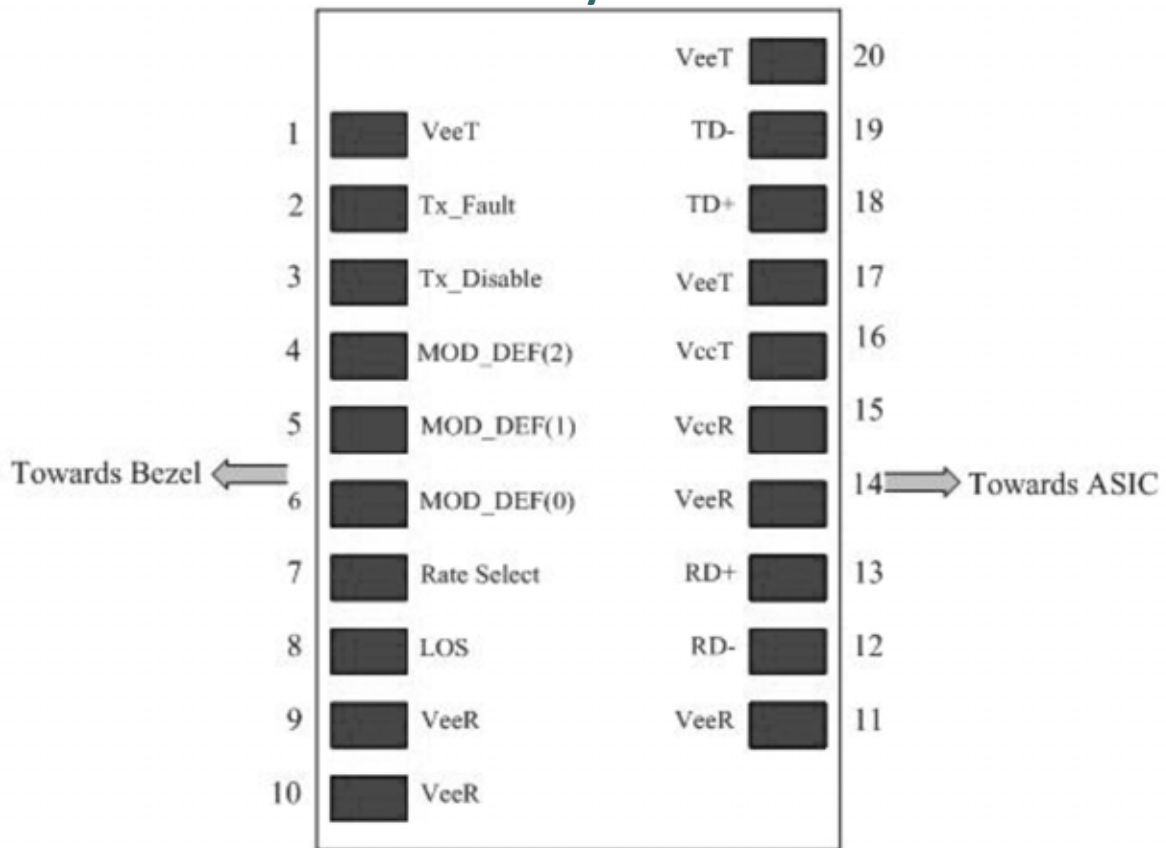 VeeT 20
1 VeeT TD- 19
2 Tx_Fault TD+ 18
3 Tx_Disable VeeT 17
4 MOD_DEF(2) VccT 16
5 MOD_DEF(1) VccR 15
Towards Bezel 6 MOD_DEF(0) VeeR 14 Towards ASIC
7 Rate Select RD+ 13
8 LOS RD- 12
9 VeeR VeeR 11
10 VeeR